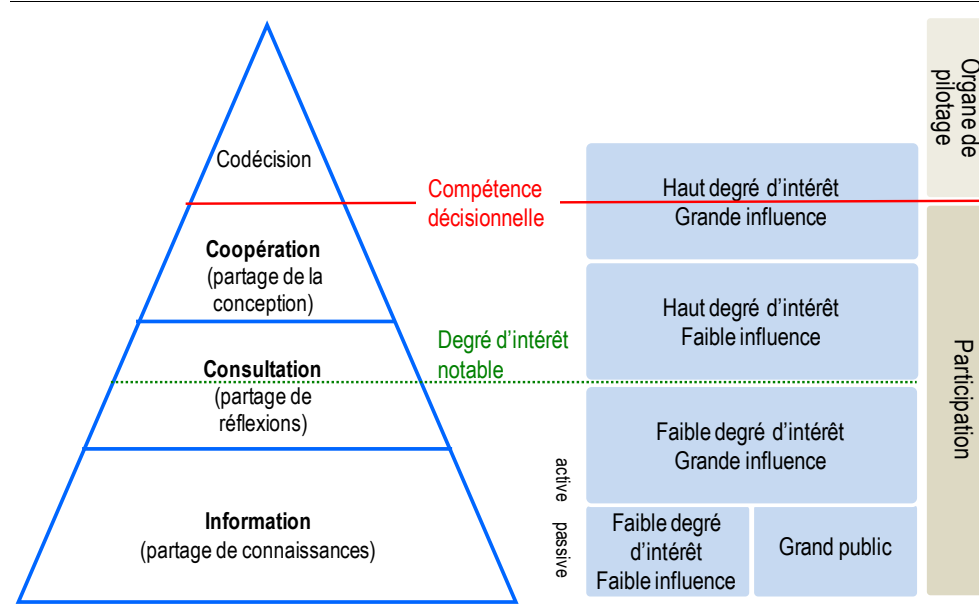 Codécision
Coopération
(partage de la
conception)
Consultation
(partage de
réflexions)
Information
(partage de connaissances)
Compétence
décisionnelle
Degré d’intérêt
notable
Haut degré d’intérêt
Grande influence
Haut degré d’intérêt
Faible influence
Faible degré d’intérêt
Grande influence
active
passive
Faible degré
d’intérêt
Faible influence
Grand public
Organe de
pilotage
Participation